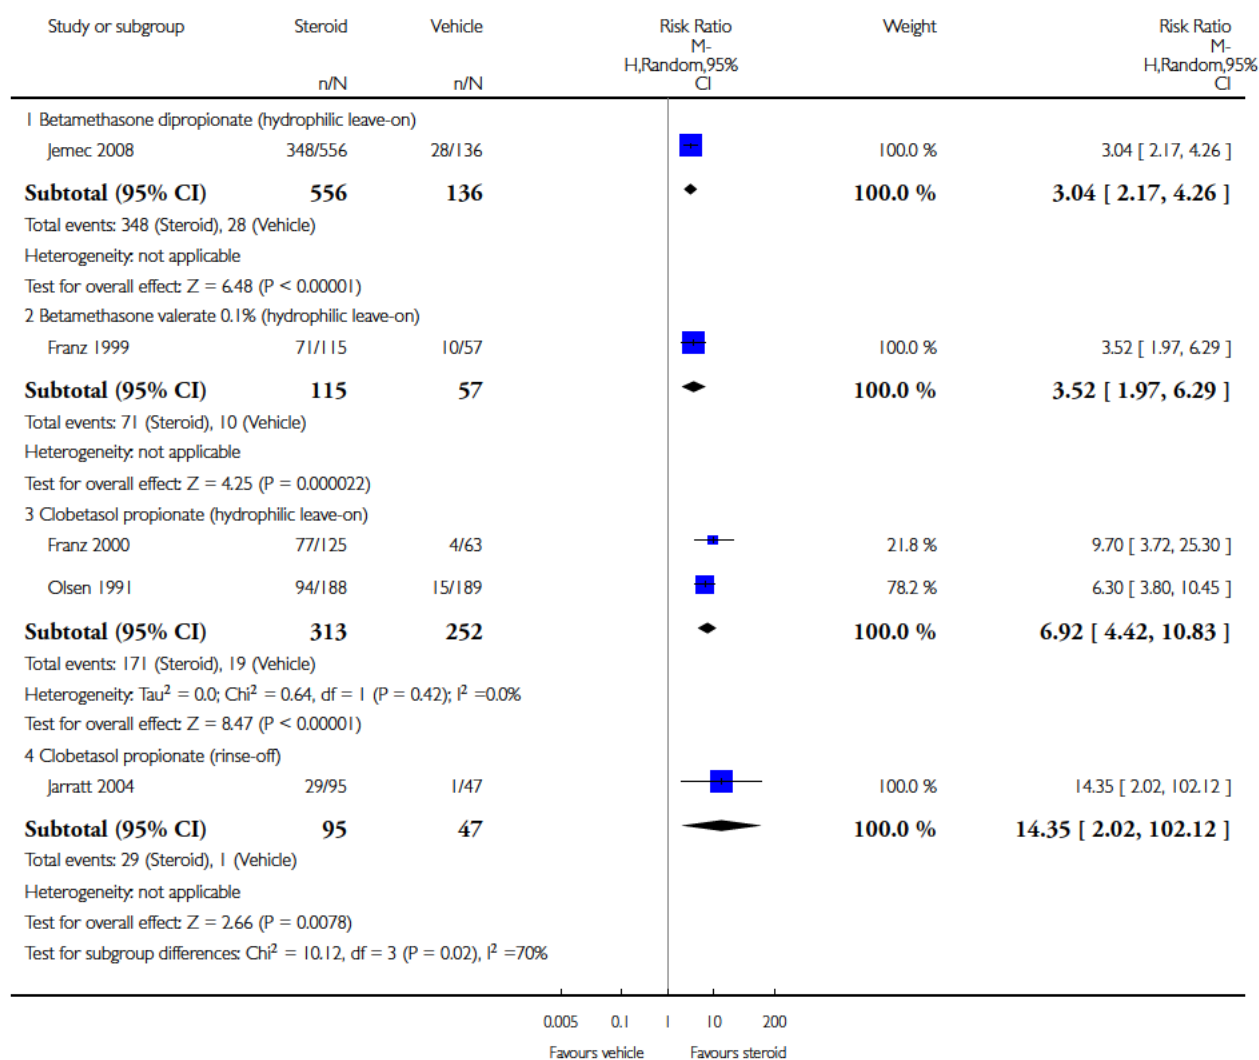 Study or subgroup Steroid Vehicle Risk Ratio Weight Risk Ratio
M- M-
H,Random,95% H,Random,95%
n/N n/N CI CI
1 Betamethasone dipropionate (hydrophilic leave-on)
Jemec 2008 348/556 28/136 100.0 % 3.04 [ 2.17, 4.26 ]
Subtotal (95% CI) 556 136 100.0 % 3.04 [ 2.17, 4.26 ]
Total events: 348 (Steroid), 28 (Vehicle)
Heterogeneity: not applicable
Test for overall effect: Z = 6.48 (P < 0.00001)
2 Betamethasone valerate 0.1% (hydrophilic leave-on)
Franz 1999 71/115 10/57 100.0 % 3.52 [ 1.97, 6.29 ]
Subtotal (95% CI) 115 57 100.0 % 3.52 [ 1.97, 6.29 ]
Total events: 71 (Steroid), 10 (Vehicle)
Heterogeneity: not applicable
Test for overall effect: Z = 4.25 (P = 0.000022)
3 Clobetasol propionate (hydrophilic leave-on)
Franz 2000 77/125 4/63 21.8 % 9.70 [ 3.72, 25.30 ]
Olsen 1991 94/188 15/189 78.2 % 6.30 [ 3.80, 10.45 ]
Subtotal (95% CI) 313 252 100.0 % 6.92 [ 4.42, 10.83 ]
Total events: 171 (Steroid), 19 (Vehicle)
Heterogeneity: Tau² = 0.0; Chi² = 0.64, df = 1 (P = 0.42); I² =0.0%
Test for overall effect: Z = 8.47 (P < 0.00001)
4 Clobetasol propionate (rinse-off)
Jarratt 2004 29/95 1/47 100.0 % 14.35 [ 2.02, 102.12 ]
Subtotal (95% CI) 95 47 100.0 % 14.35 [ 2.02, 102.12 ]
Total events: 29 (Steroid), 1 (Vehicle)
Heterogeneity: not applicable
Test for overall effect: Z = 2.66 (P = 0.0078)
Test for subgroup differences: Chi² = 10.12, df = 3 (P = 0.02), I² =70%
0.005 0.1 1 10 200
Favours vehicle Favours steroid